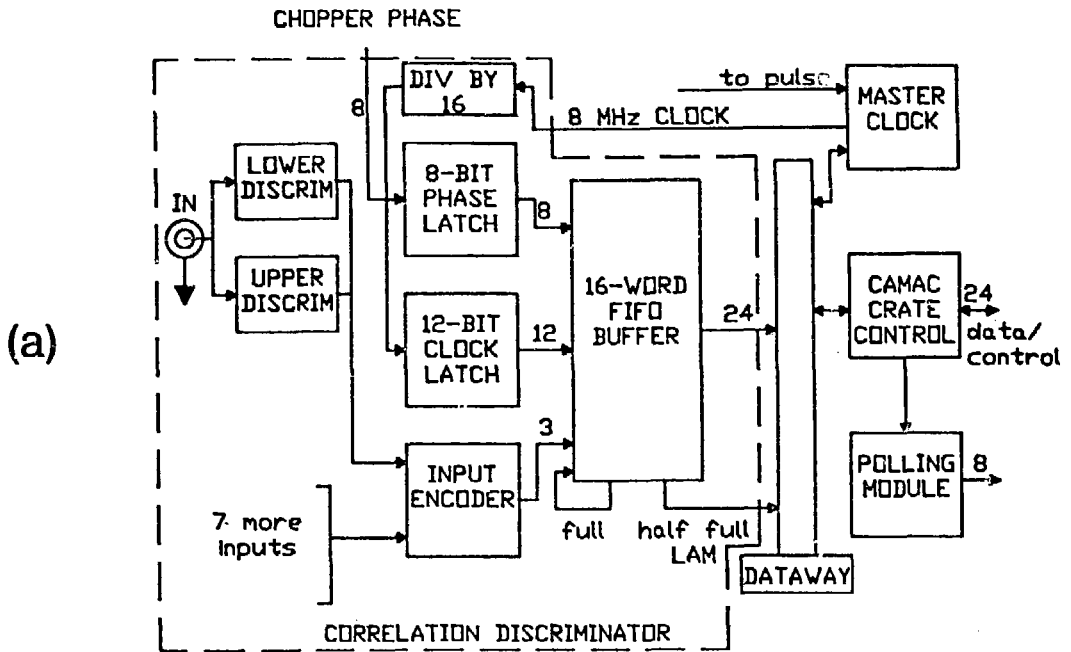 CHOPPER PHASE
DIV BY
16
to pulse
8 MHz CLOCK
MASTER
CLOCK
8
LOWER
DISCRIM
8-BIT
PHASE
LATCH
8
IN
UPPER
DISCRIM
16-WORD
FIFO
BUFFER
24
CAMAC
CRATE
CONTROL
24
data/
control
(a)
12-BIT
CLOCK
LATCH
12
3
INPUT
ENCODER
POLLING
MODULE
8
7 more
inputs
full
half full
LAM
DATAWAY
CORRELATION DISCRIMINATOR